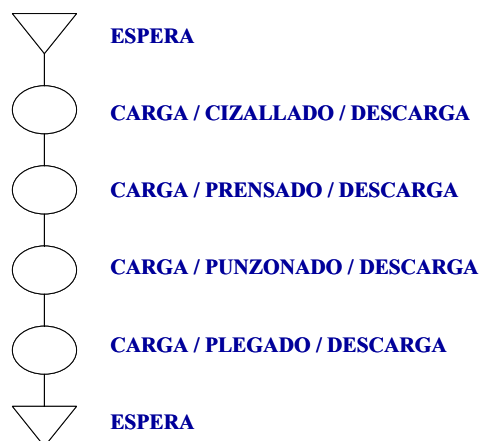 ESPERA
CARGA / CIZALLADO / DESCARGA
CARGA / PRENSADO / DESCARGA
CARGA / PUNZONADO / DESCARGA
CARGA / PLEGADO / DESCARGA
ESPERA